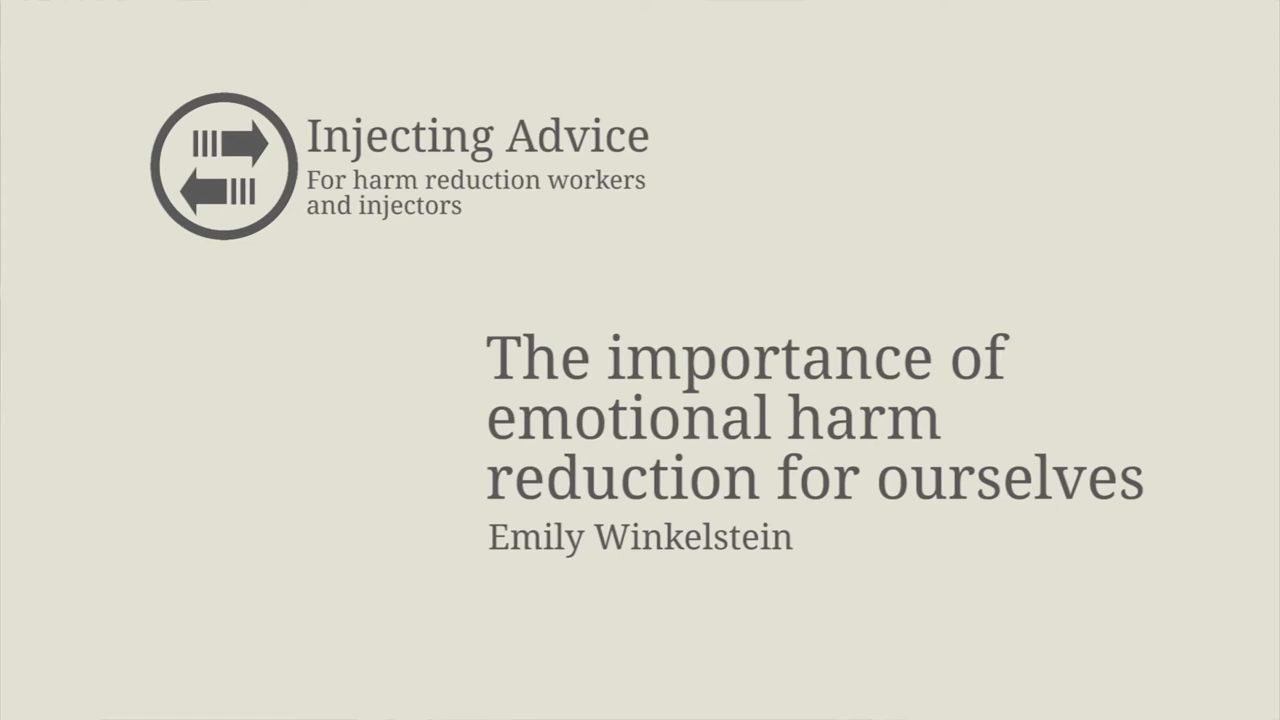 Injecting Advice
For harm reduction workers
and injectors
The importance of
emotional harm
reduction for ourselves
Emily Winkelstein